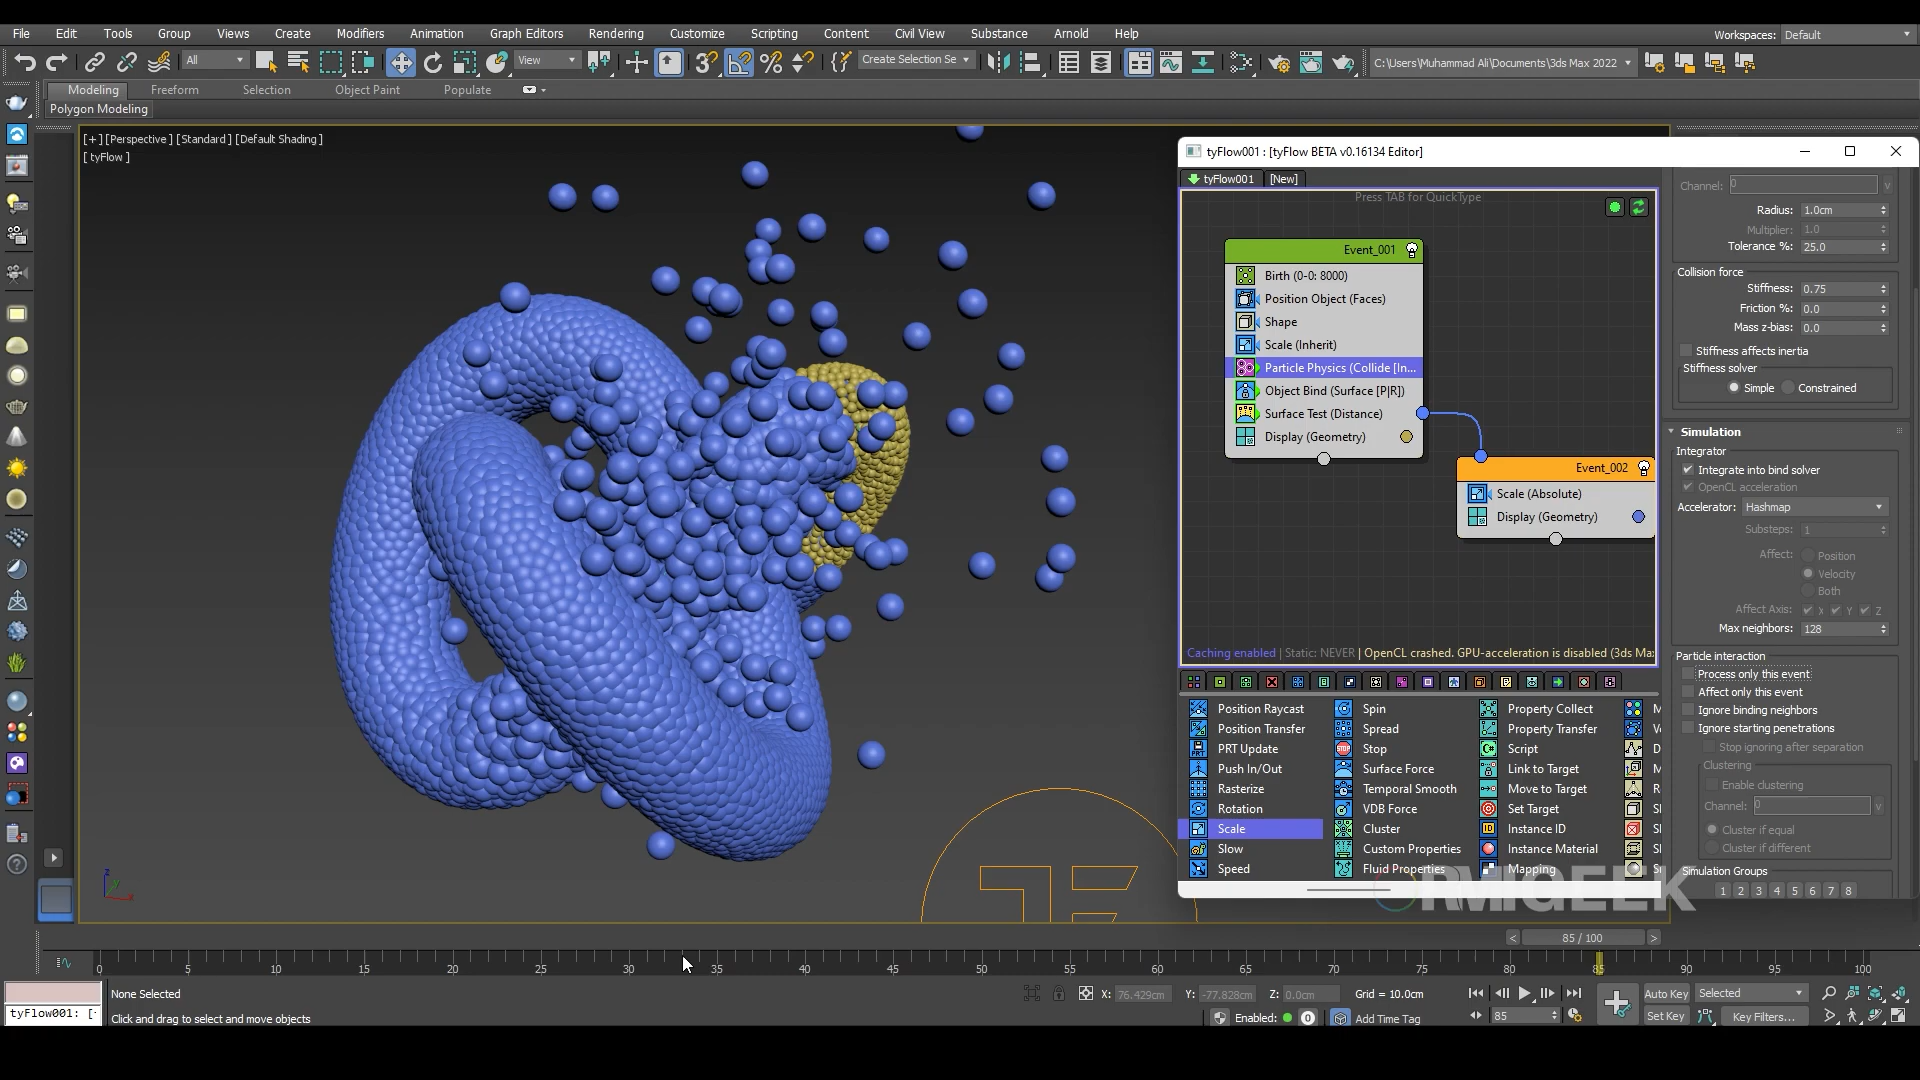 File Edit Tools Group Views Create Modifiers Animation Graph Editors Rendering Customize Scripting Content Civil View Substance Arnold Help Workspaces: Default
All View Create Selection Se C:\Users\Muhammad Ali\Documents\3ds Max 2022
Modeling Freeform Selection Object Paint Populate
Polygon Modeling
[+] [Perspective ] [Standard ] [Default Shading ]
[ tyFlow ]
tyFlow001 : [tyFlow BETA v0.16134 Editor]
tyFlow001 [New]
Press TAB for QuickType
Event_001
Birth (0-0: 8000)
Position Object (Faces)
Shape
Scale (Inherit)
Particle Physics (Collide [In...
Object Bind (Surface [P|R])
Surface Test (Distance)
Display (Geometry)
Event_002
Scale (Absolute)
Display (Geometry)
Caching enabled | Static: NEVER | OpenCL crashed. GPU-acceleration is disabled (3ds Ma
Position Raycast Spin Property Collect M
Position Transfer Spread Property Transfer
PRT Update Stop Script D
Push In/Out Surface Force Link to Target M
Rasterize Temporal Smooth Move to Target R
Rotation VDB Force Set Target
Scale Cluster Instance ID
Slow Custom Properties Instance Material
Speed Fluid Properties Mapping
Channel: 0
Radius: 1.0cm
Multiplier: 1.0
Tolerance %: 25.0
Collision force
Stiffness: 0.75
Friction %: 0.0
Mass z-bias: 0.0
Stiffness affects inertia
Stiffness solver
Simple Constrained
Simulation
Integrator
Integrate into bind solver
OpenCL acceleration
Accelerator: Hashmap
Substeps: 1
Affect: Position
Velocity
Both
Affect Axis: X Y Z
Max neighbors: 128
Particle interaction
Process only this event
Affect only this event
Ignore binding neighbors
Ignore starting penetrations
Stop ignoring after separation
Clustering
Enable clustering
Channel: 0
Cluster if equal
Cluster if different
Simulation Groups
1 2 3 4 5 6 7 8
RMIGEEK
< 85 / 100 >
0 5 10 15 20 25 30 35 40 45 50 55 60 65 70 75 80 85 90 95 100
None Selected X: 76.429cm Y: -77.828cm Z: 0.0cm Grid = 10.0cm Auto Key Selected
tyFlow001: [ Click and drag to select and move objects Enabled: 0 Add Time Tag 85 Set Key Key Filters...